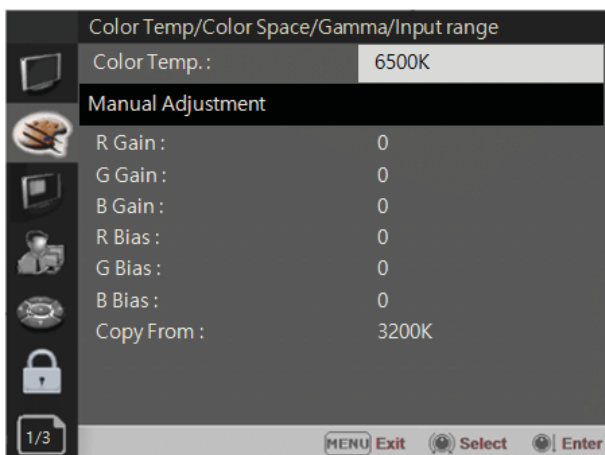 Color Temp/Color Space/Gamma/Input range
Color Temp. : 6500K
Manual Adjustment
R Gain : 0
G Gain : 0
B Gain : 0
R Bias : 0
G Bias : 0
B Bias : 0
Copy From : 3200K
1/3 MENU Exit Select Enter